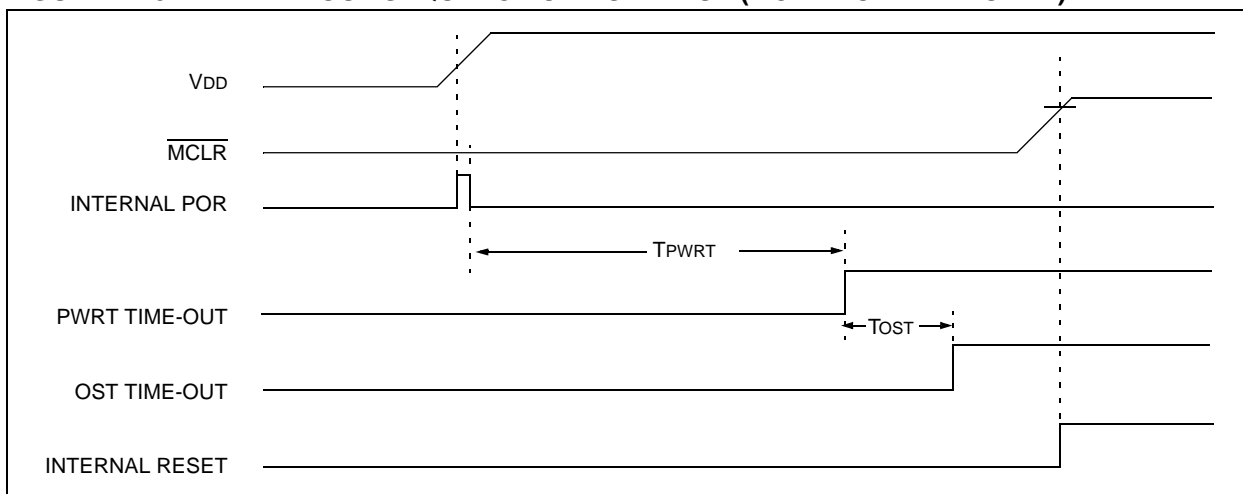 VDD
MCLR
INTERNAL POR
TPWRT
PWRT TIME-OUT
TOST
OST TIME-OUT
INTERNAL RESET